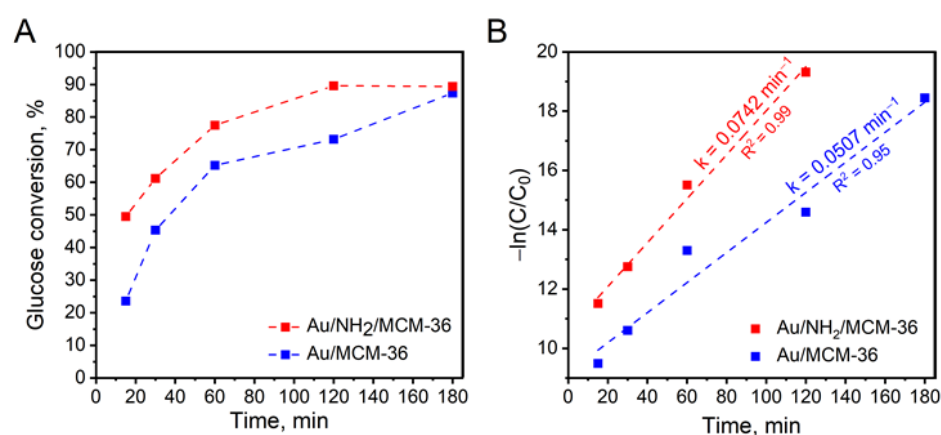 A
Glucose conversion, %
100
90
80
70
60
50
40
30
20
10
0
0 20 40 60 80 100 120 140 160 180
Time, min
Au/NH₂/MCM-36
Au/MCM-36
B
−ln(C/C₀)
20
18
16
14
12
10
0 20 40 60 80 100 120 140 160 180
Time, min
k = 0.0742 min⁻¹
R² = 0.99
k = 0.0507 min⁻¹
R² = 0.95
Au/NH₂/MCM-36
Au/MCM-36